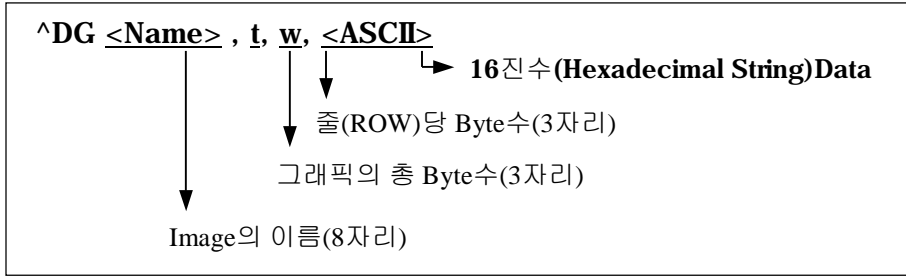 ^DG <Name> , t, w, <ASCII>
16진수(Hexadecimal String)Data
줄(ROW)당 Byte수(3자리)
그래픽의 총 Byte수(3자리)
Image의 이름(8자리)